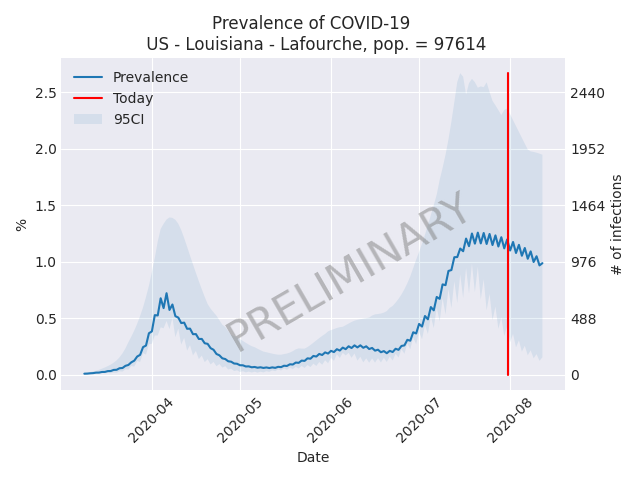 Prevalence of COVID-19
US - Louisiana - Lafourche, pop. = 97614
Prevalence
Today
95CI
2.5
2.0
1.5
1.0
0.5
0.0
%
2440
1952
1464
976
488
0
# of infections
PRELIMINARY
2020-04
2020-05
2020-06
2020-07
2020-08
Date